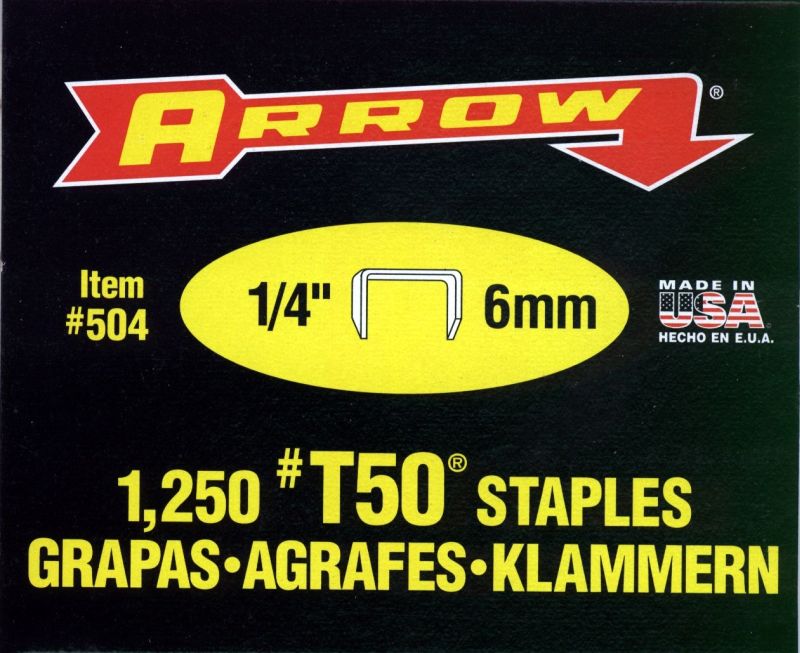 ARROW®
Item
#504
1/4" 6mm
MADE IN
USA
HECHO EN E.U.A.
1,250 #T50® STAPLES
GRAPAS•AGRAFES•KLAMMERN